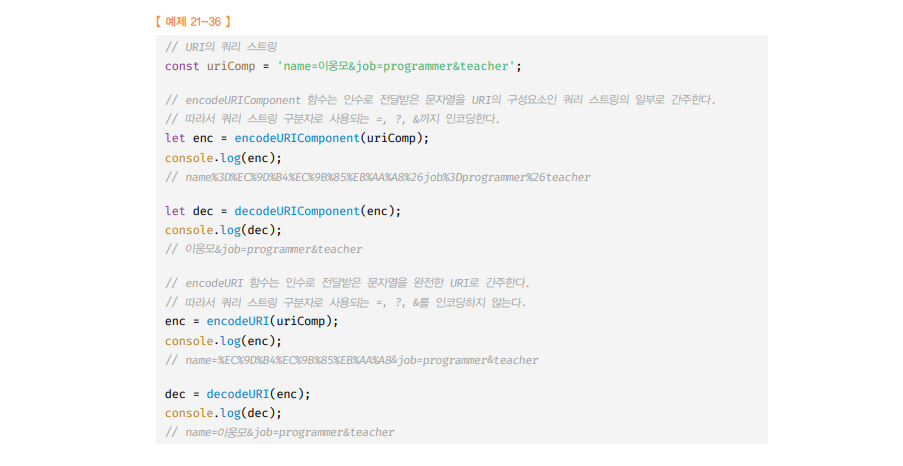 【 예제 21-36 】
// URI의 쿼리 스트링
const uriComp = 'name=이웅모&job=programmer&teacher';
// encodeURIComponent 함수는 인수로 전달받은 문자열을 URI의 구성요소인 쿼리 스트링의 일부로 간주한다.
// 따라서 쿼리 스트링 구분자로 사용되는 =, ?, &까지 인코딩한다.
let enc = encodeURIComponent(uriComp);
console.log(enc);
// name%3D%EC%9D%B4%EC%9B%85%EB%AA%A8%26job%3Dprogrammer%26teacher
let dec = decodeURIComponent(enc);
console.log(dec);
// 이웅모&job=programmer&teacher
// encodeURI 함수는 인수로 전달받은 문자열을 완전한 URI로 간주한다.
// 따라서 쿼리 스트링 구분자로 사용되는 =, ?, &를 인코딩하지 않는다.
enc = encodeURI(uriComp);
console.log(enc);
// name=%EC%9D%B4%EC%9B%85%EB%AA%A8&job=programmer&teacher
dec = decodeURI(enc);
console.log(dec);
// name=이웅모&job=programmer&teacher